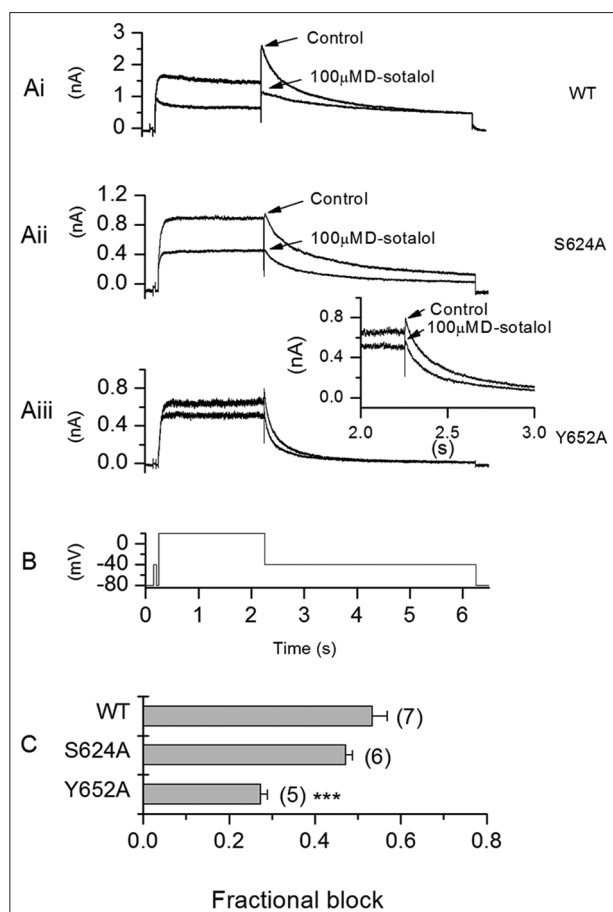 Ai
(nA)
3
2
1
0
Control
100μMD-sotalol
WT
Aii
(nA)
1.2
0.8
0.4
0.0
Control
100μMD-sotalol
S624A
(nA)
0.8
0.4
0.0
Control
100μMD-sotalol
2.0
2.5
3.0
(s)
Aiii
(nA)
0.8
0.4
0.0
Y652A
B
(mV)
0
-40
-80
0
1
2
3
4
5
6
Time (s)
C
WT
(7)
S624A
(6)
Y652A
(5) ***
0.0
0.2
0.4
0.6
0.8
Fractional block